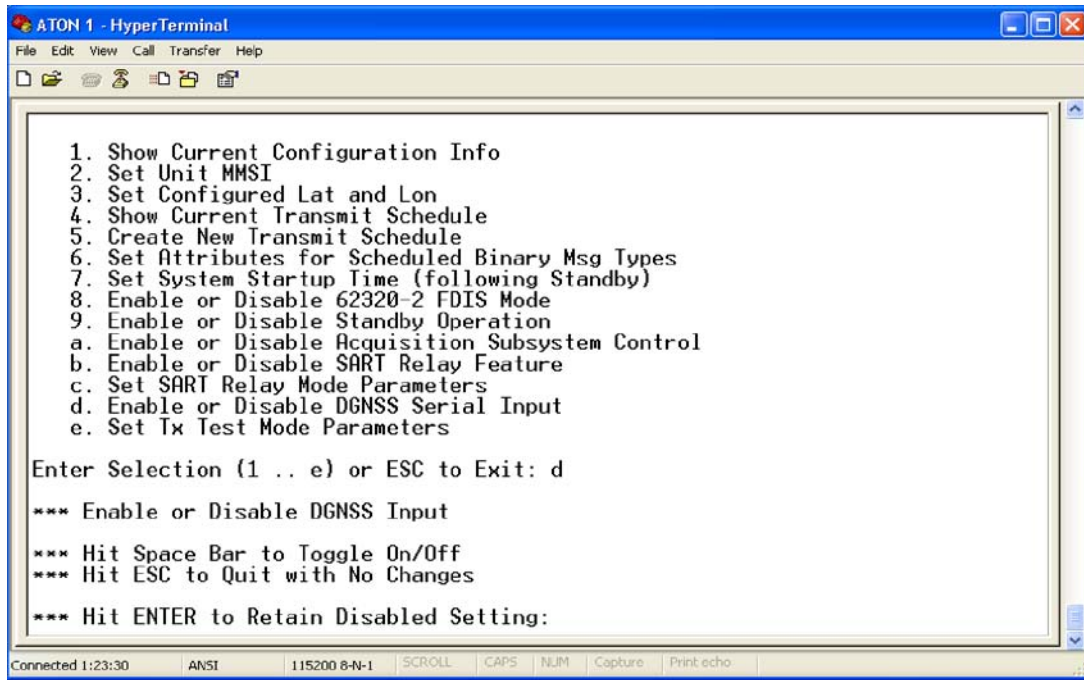 ATON 1 - HyperTerminal
File Edit View Call Transfer Help
1. Show Current Configuration Info
2. Set Unit MMSI
3. Set Configured Lat and Lon
4. Show Current Transmit Schedule
5. Create New Transmit Schedule
6. Set Attributes for Scheduled Binary Msg Types
7. Set System Startup Time (following Standby)
8. Enable or Disable 62320-2 FDIS Mode
9. Enable or Disable Standby Operation
a. Enable or Disable Acquisition Subsystem Control
b. Enable or Disable SART Relay Feature
c. Set SART Relay Mode Parameters
d. Enable or Disable DGNSS Serial Input
e. Set Tx Test Mode Parameters
Enter Selection (1 .. e) or ESC to Exit: d
*** Enable or Disable DGNSS Input
*** Hit Space Bar to Toggle On/Off
*** Hit ESC to Quit with No Changes
*** Hit ENTER to Retain Disabled Setting:
Connected 1:23:30 ANSI 115200 8-N-1 SCROLL CAPS NUM Capture Print echo